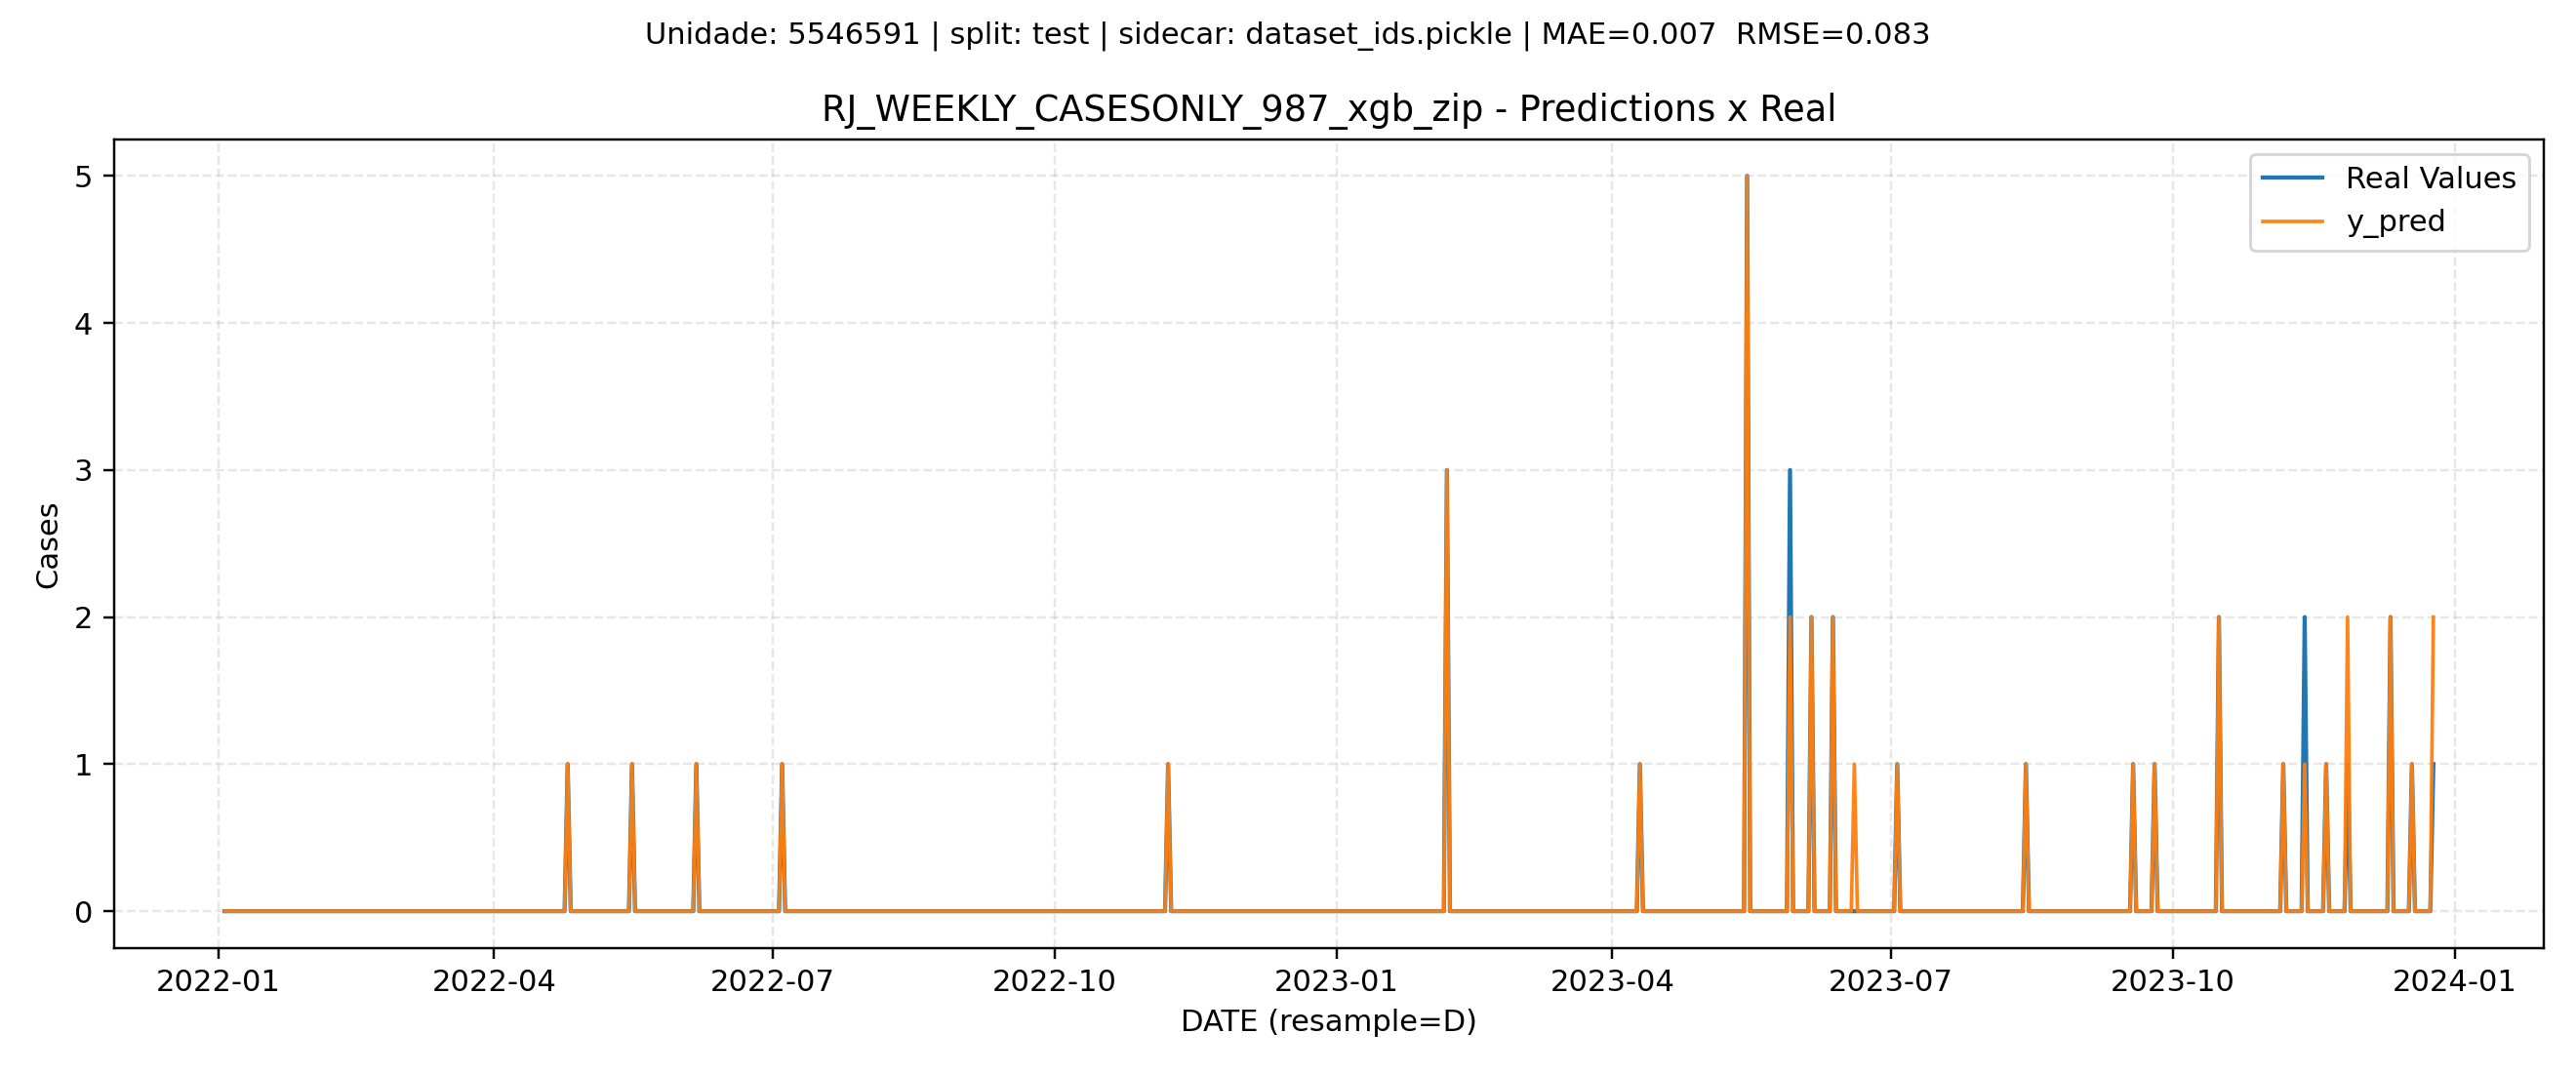 Unidade: 5546591 | split: test | sidecar: dataset_ids.pickle | MAE=0.007  RMSE=0.083
RJ_WEEKLY_CASESONLY_987_xgb_zip - Predictions x Real
Real Values
y_pred
5
4
3
2
1
0
Cases
2022-01
2022-04
2022-07
2022-10
2023-01
2023-04
2023-07
2023-10
2024-01
DATE (resample=D)